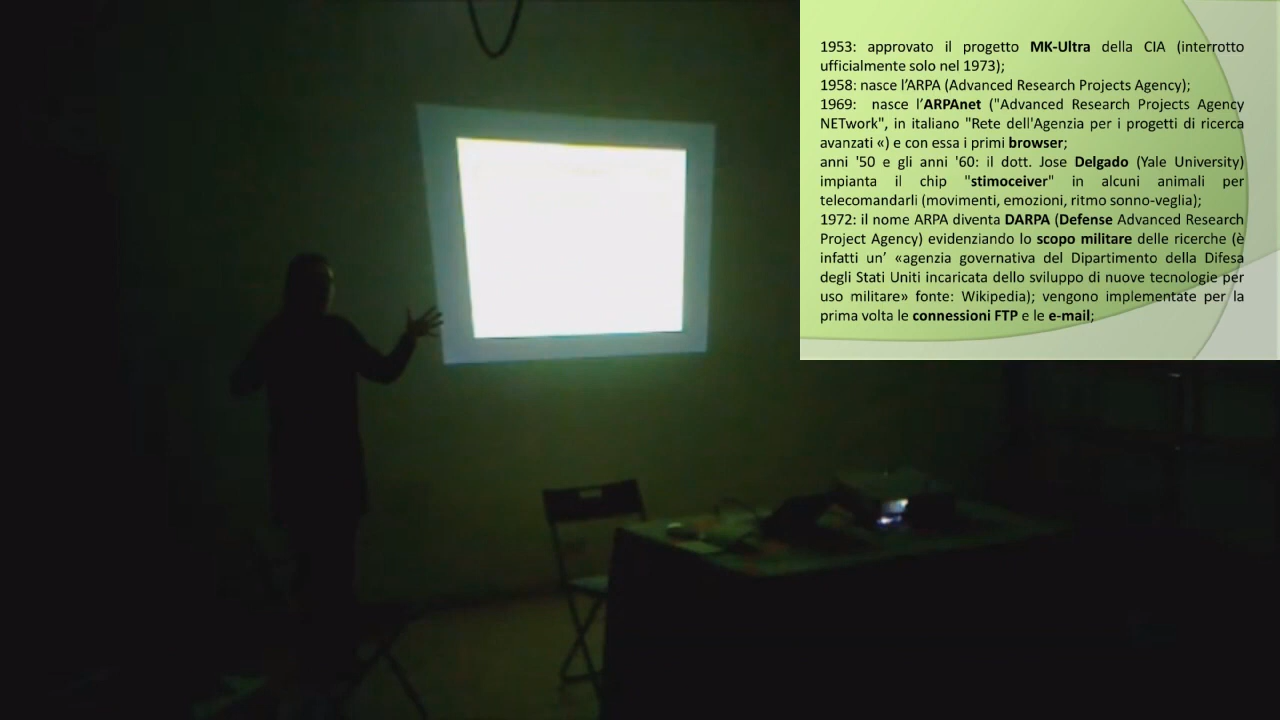 1953: approvato il progetto MK-Ultra della CIA (interrotto
ufficialmente solo nel 1973);
1958: nasce l’ARPA (Advanced Research Projects Agency);
1969: nasce l’ARPAnet ("Advanced Research Projects Agency
NETwork", in italiano "Rete dell'Agenzia per i progetti di ricerca
avanzati «) e con essa i primi browser;
anni '50 e gli anni '60: il dott. Jose Delgado (Yale University)
impianta il chip "stimoceiver" in alcuni animali per
telecomandarli (movimenti, emozioni, ritmo sonno-veglia);
1972: il nome ARPA diventa DARPA (Defense Advanced Research
Project Agency) evidenziando lo scopo militare delle ricerche (è
infatti un’ «agenzia governativa del Dipartimento della Difesa
degli Stati Uniti incaricata dello sviluppo di nuove tecnologie per
uso militare» fonte: Wikipedia); vengono implementate per la
prima volta le connessioni FTP e le e-mail;